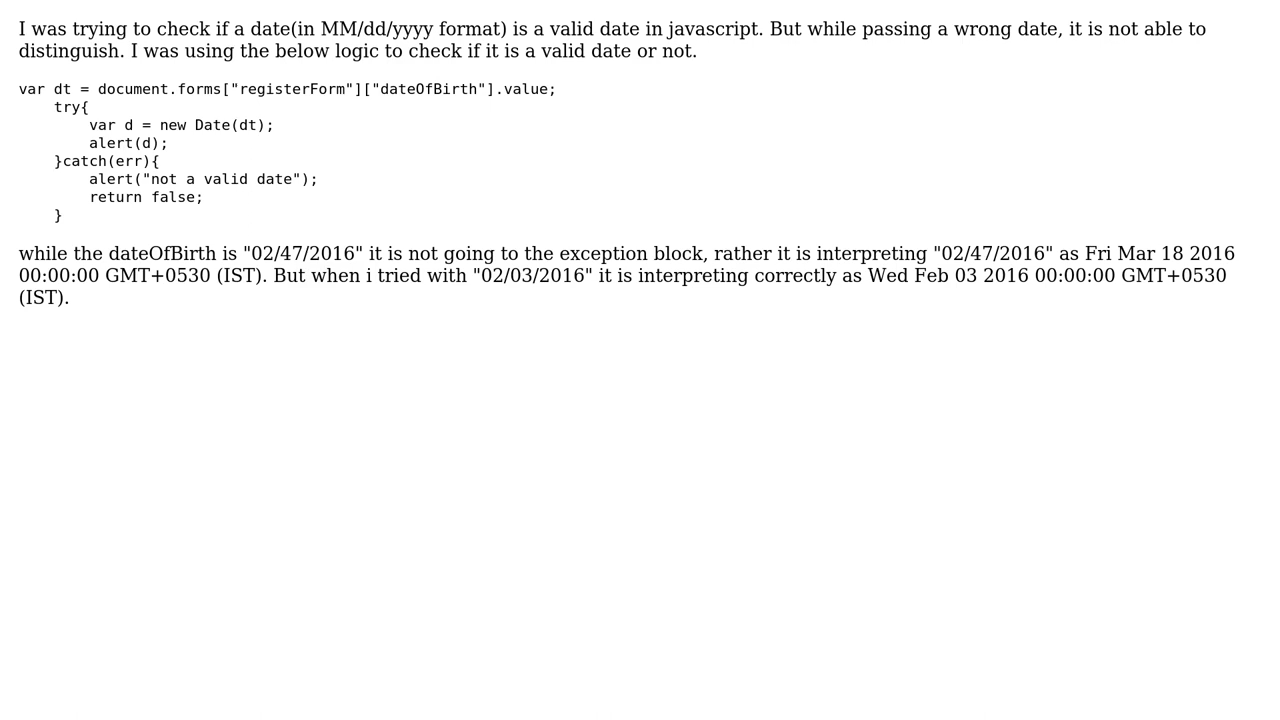 I was trying to check if a date(in MM/dd/yyyy format) is a valid date in javascript. But while passing a wrong date, it is not able to
distinguish. I was using the below logic to check if it is a valid date or not.
var dt = document.forms["registerForm"]["dateOfBirth"].value;
    try{
        var d = new Date(dt);
        alert(d);
    }catch(err){
        alert("not a valid date");
        return false;
    }
while the dateOfBirth is "02/47/2016" it is not going to the exception block, rather it is interpreting "02/47/2016" as Fri Mar 18 2016
00:00:00 GMT+0530 (IST). But when i tried with "02/03/2016" it is interpreting correctly as Wed Feb 03 2016 00:00:00 GMT+0530
(IST).